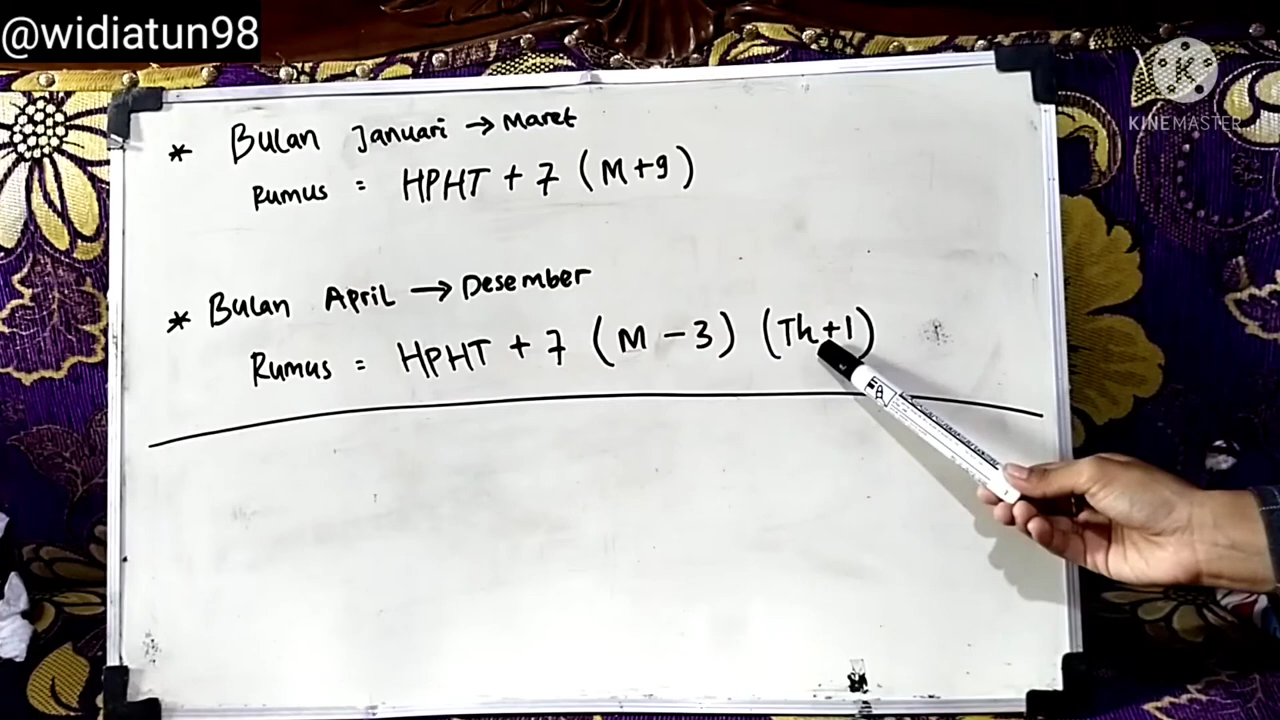 @widiatun98
KINEMASTER
* Bulan Januari → Maret
Rumus = HPHT + 7 (M+9)
* Bulan April → Desember
Rumus = HPHT + 7 (M - 3) (Th+1)